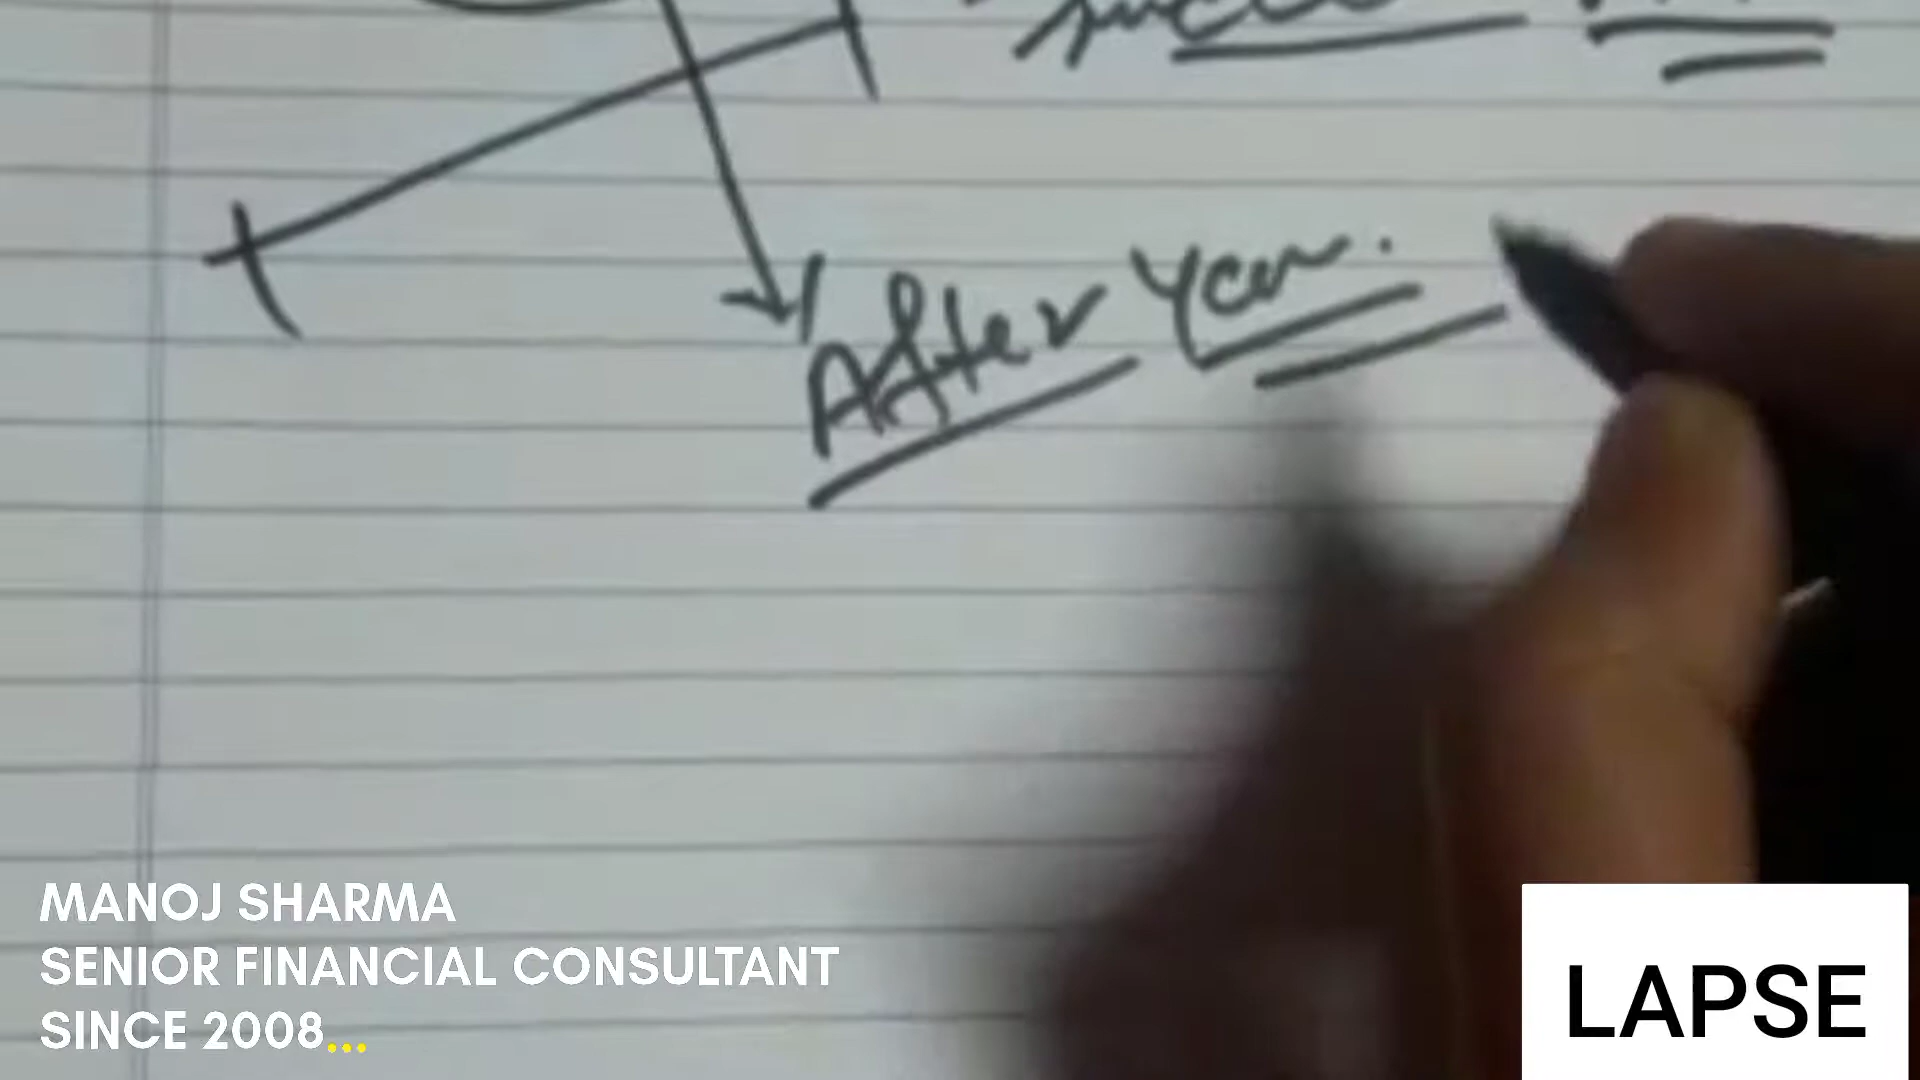 After Year.
MANOJ SHARMA
SENIOR FINANCIAL CONSULTANT
SINCE 2008...
LAPSE